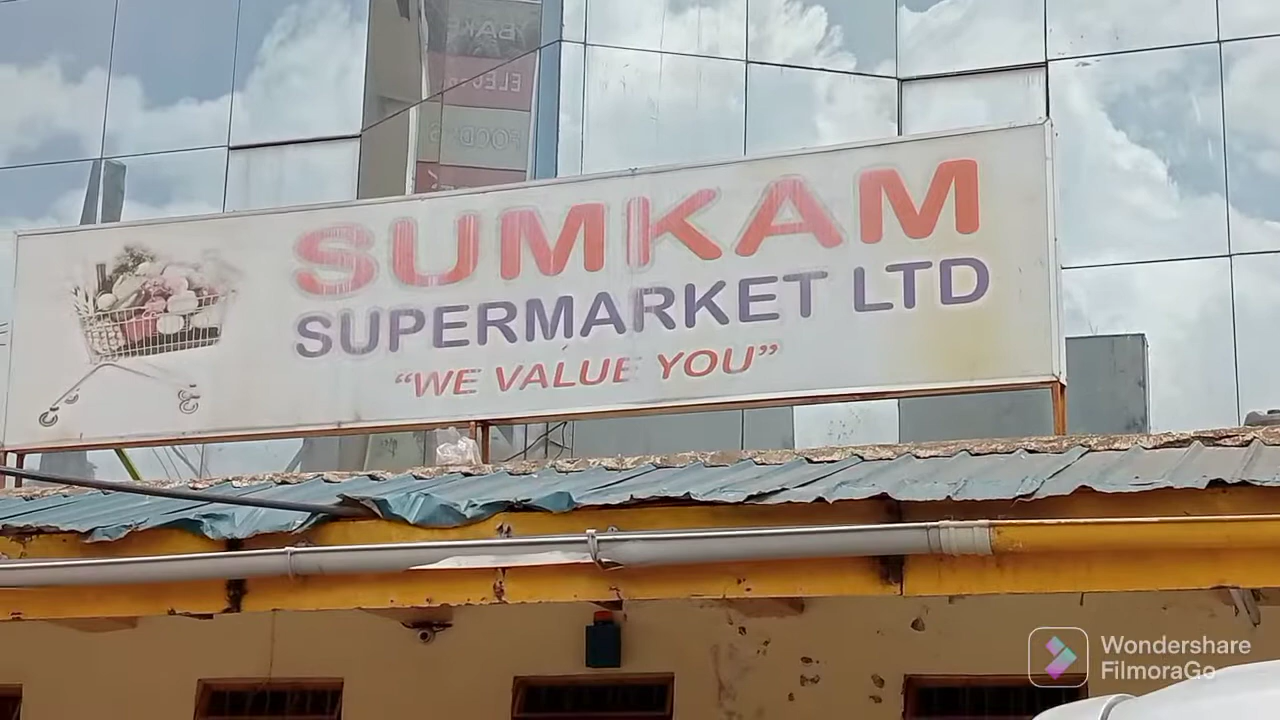 SUMKAM
SUPERMARKET LTD
“WE VALUE YOU”
Wondershare
FilmoraGo